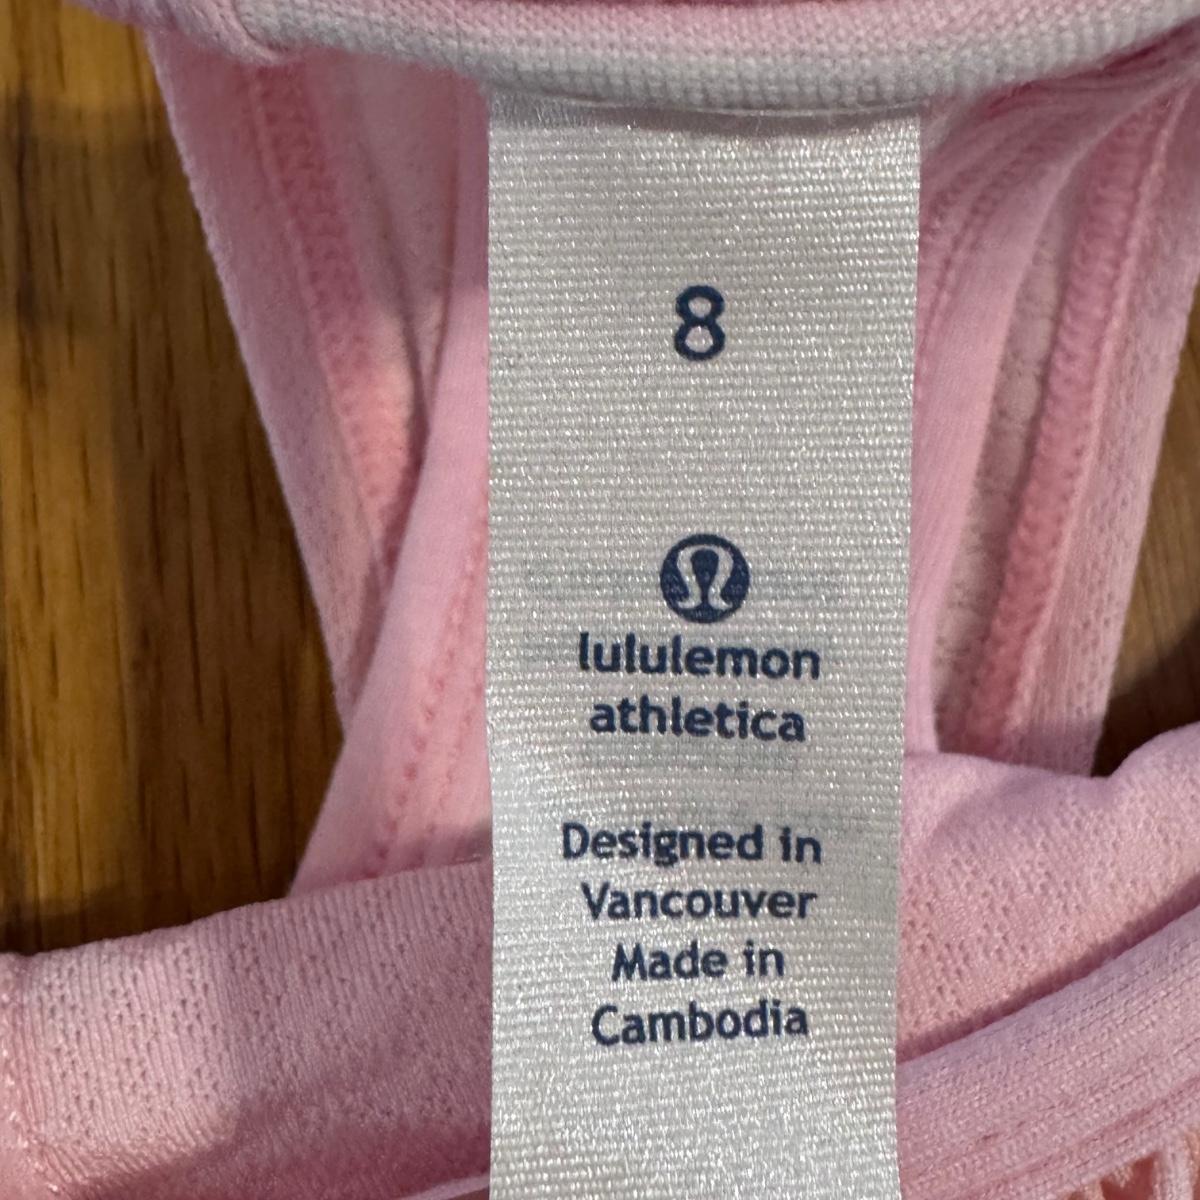 8
lululemon
athletica
Designed in
Vancouver
Made in
Cambodia